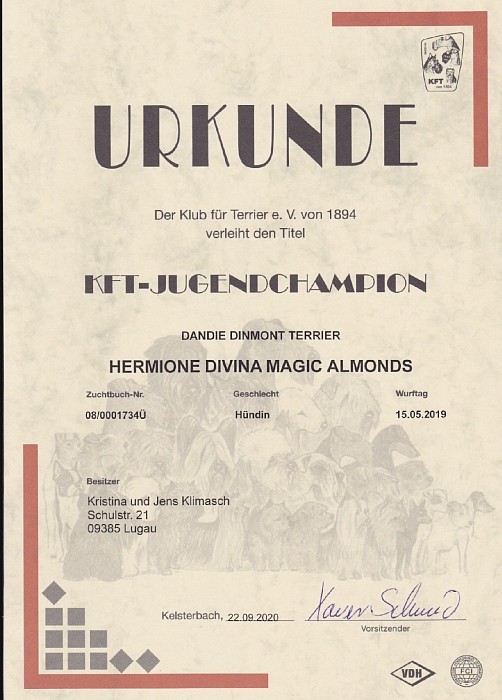 KFT
von 1894
URKUNDE
Der Klub für Terrier e. V. von 1894
verleiht den Titel
KFT-JUGENDCHAMPION
DANDIE DINMONT TERRIER
HERMIONE DIVINA MAGIC ALMONDS
Zuchtbuch-Nr. Geschlecht Wurftag
08/0001734Ü Hündin 15.05.2019
Besitzer
Kristina und Jens Klimasch
Schulstr. 21
09385 Lugau
Kelsterbach, 22.09.2020
Vorsitzender
VDH
FCI